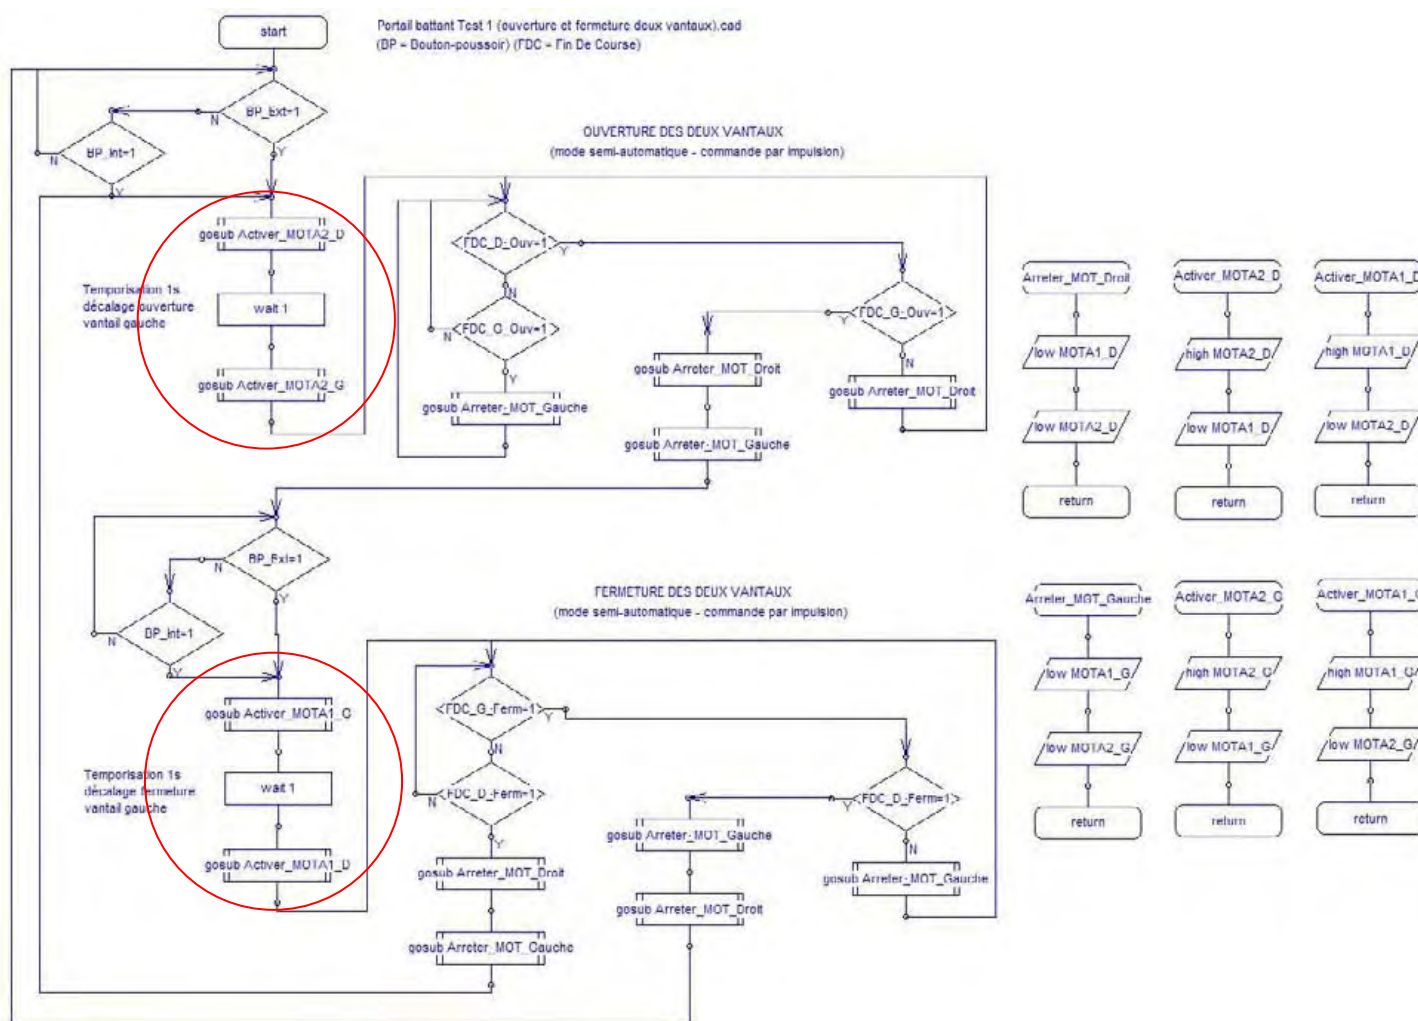 start
Portail battant Test 1 (ouverture et fermeture deux vantaux).cad
(BP = Bouton-poussoir) (FDC = Fin De Course)
BP_Ext=1
N
Y
BP_Int=1
N
Y
OUVERTURE DES DEUX VANTAUX
(mode semi-automatique - commande par impulsion)
gosub Activer_MOTA2_D
Temporisation 1s
décalage ouverture
vantail gauche
wait 1
gosub Activer_MOTA2_G
FDC_D_Ouv=1
Y
N
FDC_G_Ouv=1
N
Y
gosub Arreter_MOT_Gauche
FDC_G_Ouv=1
Y
N
gosub Arreter_MOT_Droit
gosub Arreter_MOT_Droit
gosub Arreter_MOT_Gauche
Arreter_MOT_Droit
low MOTA1_D
low MOTA2_D
return
Activer_MOTA2_D
high MOTA2_D
low MOTA1_D
return
Activer_MOTA1_D
high MOTA1_D
low MOTA2_D
return
BP_Ext=1
N
Y
BP_Int=1
N
Y
FERMETURE DES DEUX VANTAUX
(mode semi-automatique - commande par impulsion)
gosub Activer_MOTA1_G
Temporisation 1s
décalage fermeture
vantail gauche
wait 1
gosub Activer_MOTA1_D
FDC_G_Ferm=1
Y
N
FDC_D_Ferm=1
N
Y
gosub Arreter_MOT_Droit
gosub Arreter_MOT_Gauche
FDC_D_Ferm=1
Y
N
gosub Arreter_MOT_Gauche
gosub Arreter_MOT_Gauche
gosub Arreter_MOT_Droit
Arreter_MOT_Gauche
low MOTA1_G
low MOTA2_G
return
Activer_MOTA2_G
high MOTA2_G
low MOTA1_G
return
Activer_MOTA1_G
high MOTA1_G
low MOTA2_G
return